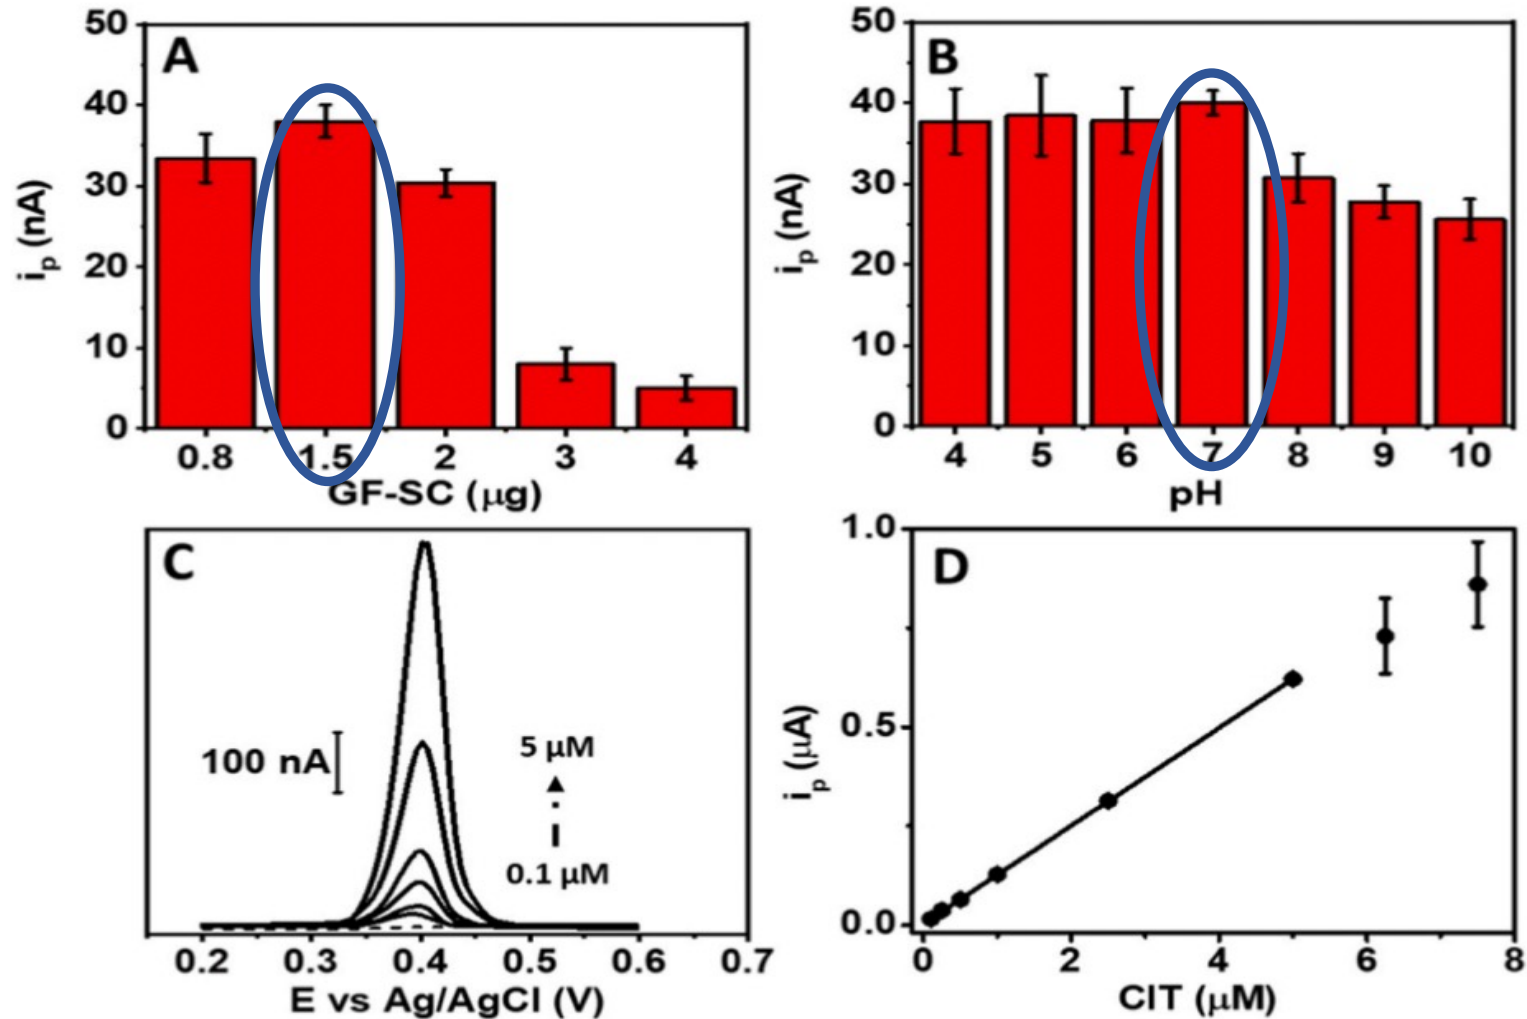 A
50
40
30
20
10
0
i_p (nA)
0.8 1.5 2 3 4
GF-SC (μg)
B
50
40
30
20
10
0
i_p (nA)
4 5 6 7 8 9 10
pH
C
100 nA
5 μM
0.1 μM
0.2 0.3 0.4 0.5 0.6 0.7
E vs Ag/AgCl (V)
D
1.0
0.5
0.0
i_p (μA)
0 2 4 6 8
CIT (μM)